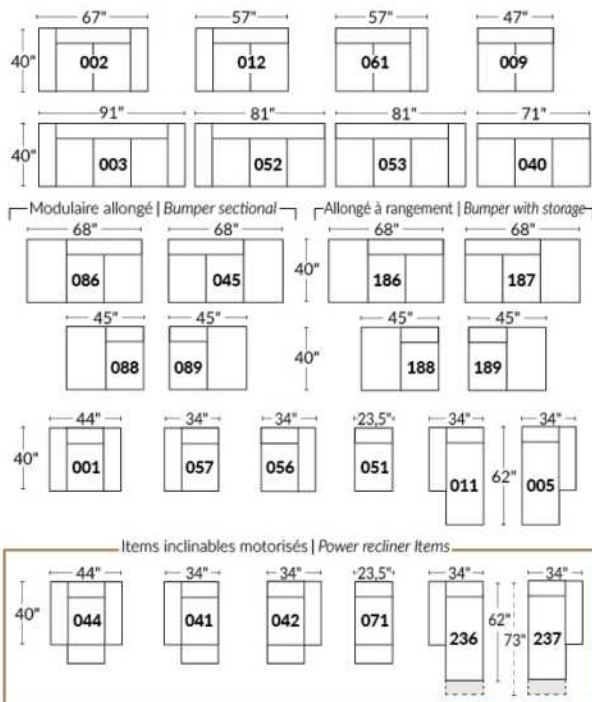 67" 57" 57" 47"
40" 002 012 061 009
91" 81" 81" 71"
40" 003 052 053 040
Modulaire allongé | Bumper sectional Allongé à rangement | Bumper with storage
68" 68" 68" 68"
086 045 40" 186 187
45" 45" 45" 45"
088 089 40" 188 189
44" 34" 34" 23,5" 34" 34"
40" 001 057 056 051 011 62" 005
Items inclinables motorisés | Power recliner Items
44" 34" 34" 23,5" 34" 34"
40" 044 041 042 071 236 62" 73" 237